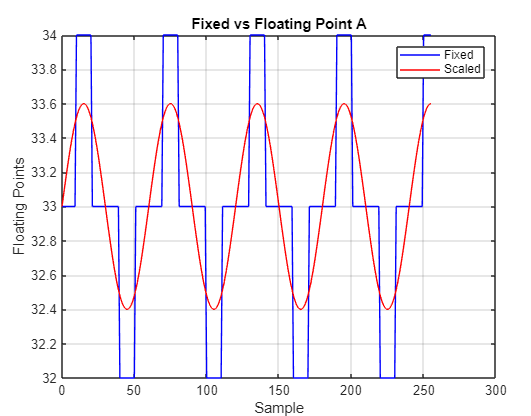 Fixed vs Floating Point A
34
33.8
33.6
33.4
33.2
33
32.8
32.6
32.4
32.2
32
Floating Points
Fixed
Scaled
0 50 100 150 200 250 300
Sample